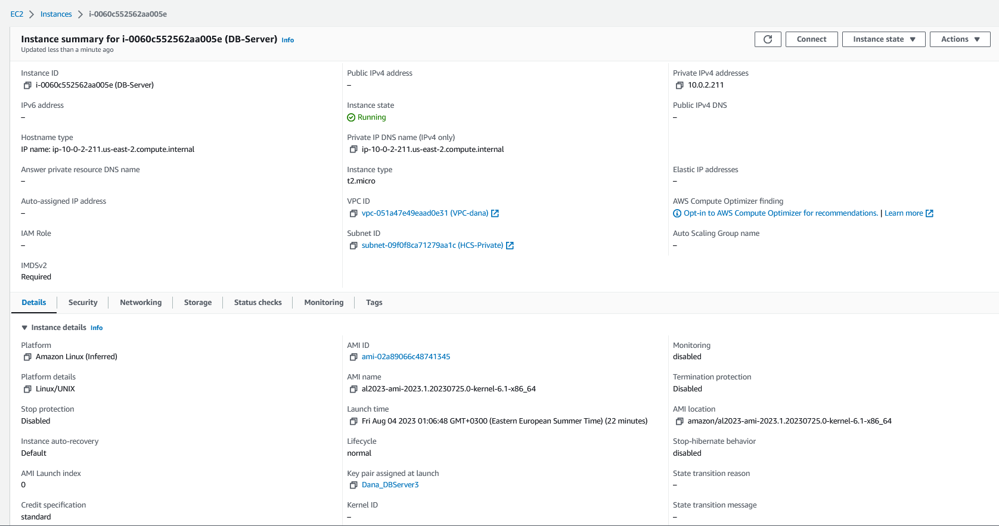 EC2 > Instances > i-0060c552562aa005e
Instance summary for i-0060c552562aa005e (DB-Server) Info
Updated less than a minute ago
Connect
Instance state
Actions
Instance ID
i-0060c552562aa005e (DB-Server)
Public IPv4 address
–
Private IPv4 addresses
10.0.2.211
IPv6 address
–
Instance state
Running
Public IPv4 DNS
–
Hostname type
IP name: ip-10-0-2-211.us-east-2.compute.internal
Private IP DNS name (IPv4 only)
ip-10-0-2-211.us-east-2.compute.internal
Answer private resource DNS name
–
Instance type
t2.micro
Elastic IP addresses
–
Auto-assigned IP address
–
VPC ID
vpc-051a47e49eaad0e31 (VPC-dana)
AWS Compute Optimizer finding
Opt-in to AWS Compute Optimizer for recommendations. | Learn more
IAM Role
–
Subnet ID
subnet-09f0f8ca71279aa1c (HCS-Private)
Auto Scaling Group name
–
IMDSv2
Required
Details
Security
Networking
Storage
Status checks
Monitoring
Tags
Instance details Info
Platform
Amazon Linux (Inferred)
AMI ID
ami-02a89066c48741345
Monitoring
disabled
Platform details
Linux/UNIX
AMI name
al2023-ami-2023.1.20230725.0-kernel-6.1-x86_64
Termination protection
Disabled
Stop protection
Disabled
Launch time
Fri Aug 04 2023 01:06:48 GMT+0300 (Eastern European Summer Time) (22 minutes)
AMI location
amazon/al2023-ami-2023.1.20230725.0-kernel-6.1-x86_64
Instance auto-recovery
Default
Lifecycle
normal
Stop-hibernate behavior
disabled
AMI Launch index
0
Key pair assigned at launch
Dana_DBServer3
State transition reason
–
Credit specification
standard
Kernel ID
–
State transition message
–